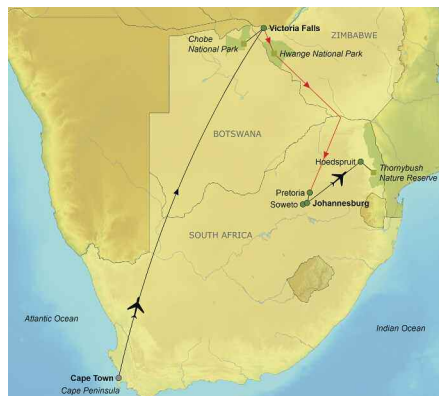 Victoria Falls
ZIMBABWE
Chobe
National Park
Hwange National Park
BOTSWANA
Hoedspruit
Thornybush
Nature Reserve
Pretoria
Soweto
Johannesburg
SOUTH AFRICA
Atlantic Ocean
Indian Ocean
Cape Town
Cape Peninsula